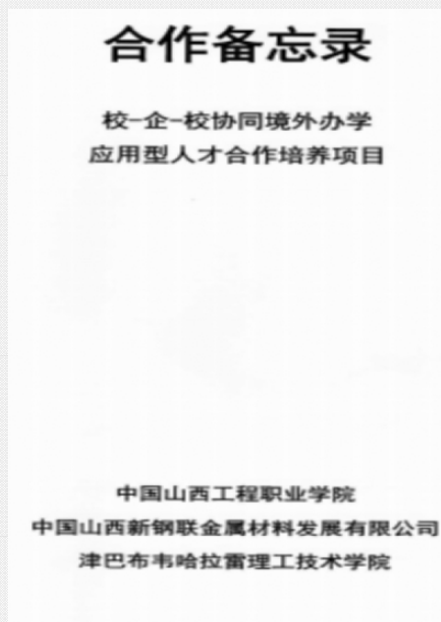 合作备忘录
校-企-校协同境外办学
应用型人才合作培养项目
中国山西工程职业学院
中国山西新钢联金属材料发展有限公司
津巴布韦哈拉雷理工技术学院